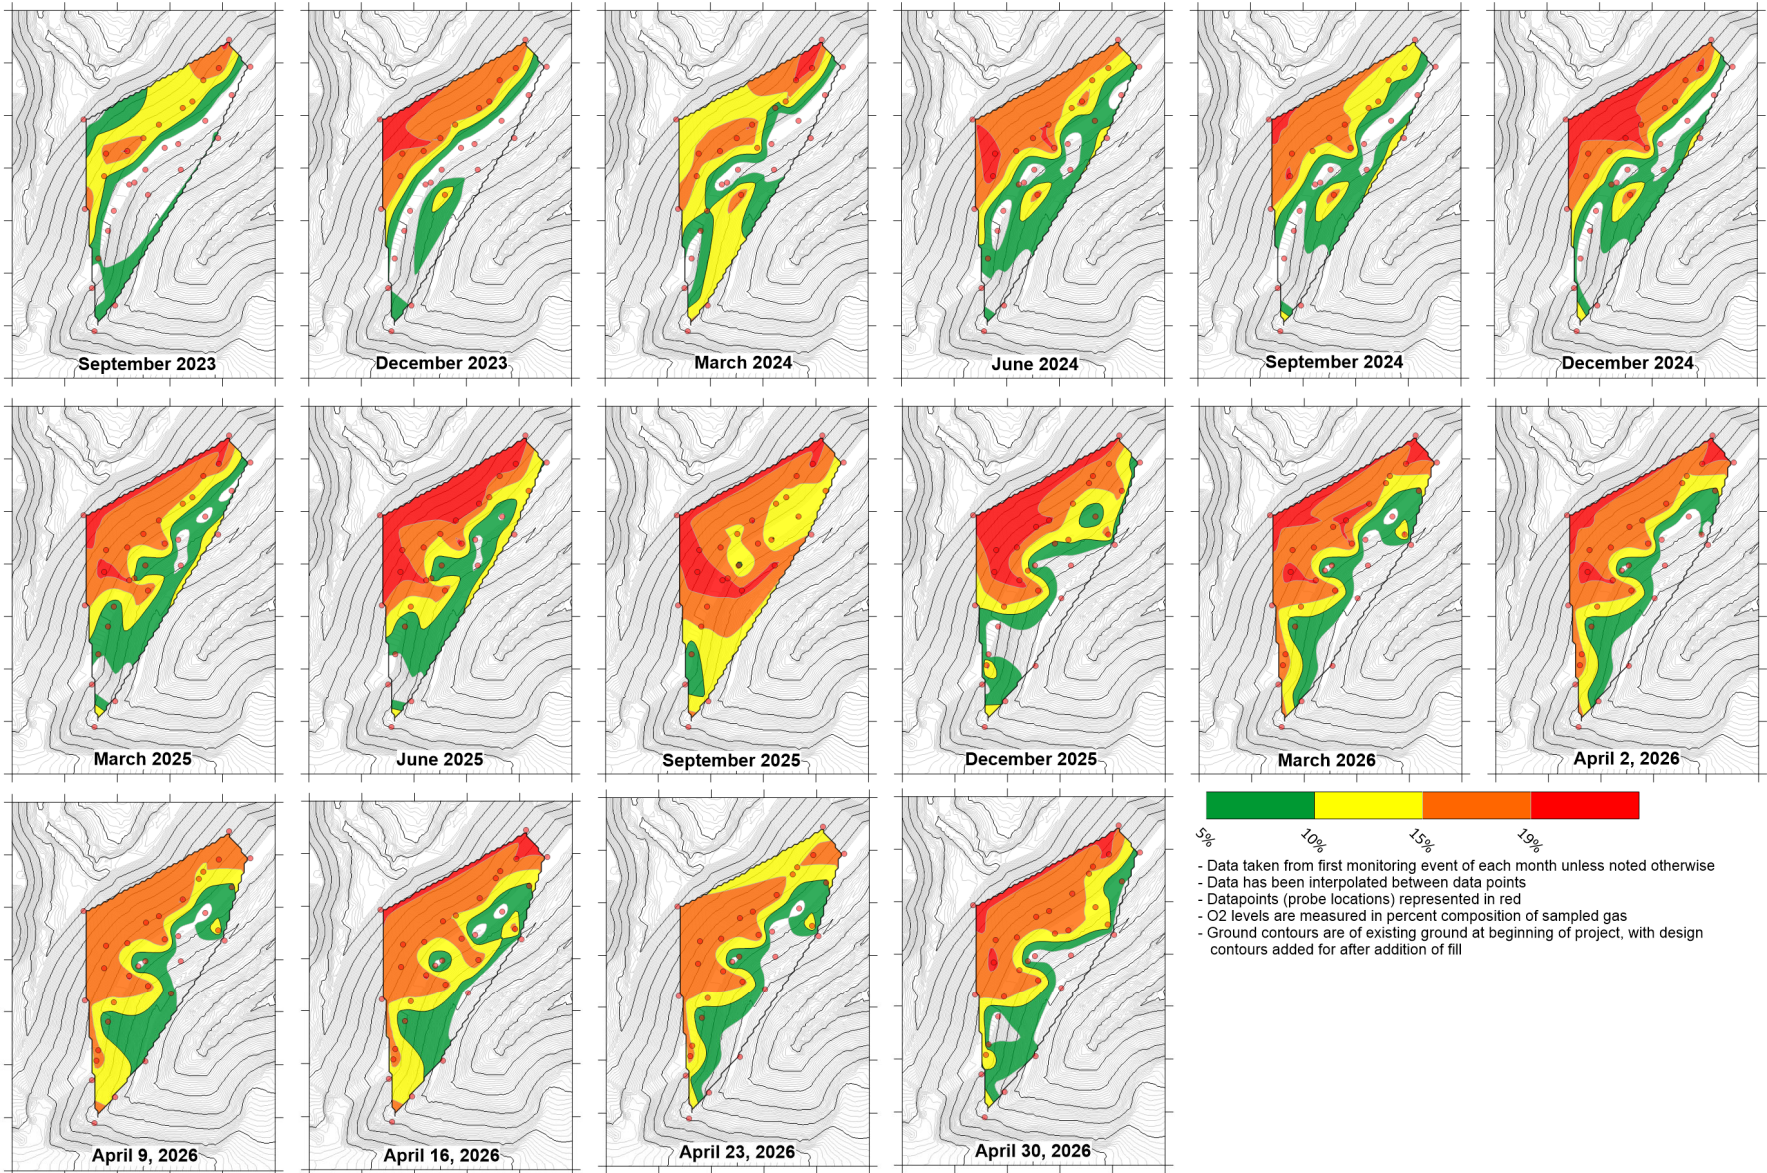 September 2023
December 2023
March 2024
June 2024
September 2024
December 2024
March 2025
June 2025
September 2025
December 2025
March 2026
April 2, 2026
5%
10%
15%
19%
- Data taken from first monitoring event of each month unless noted otherwise
- Data has been interpolated between data points
- Datapoints (probe locations) represented in red
- O2 levels are measured in percent composition of sampled gas
- Ground contours are of existing ground at beginning of project, with design
contours added for after addition of fill
April 9, 2026
April 16, 2026
April 23, 2026
April 30, 2026